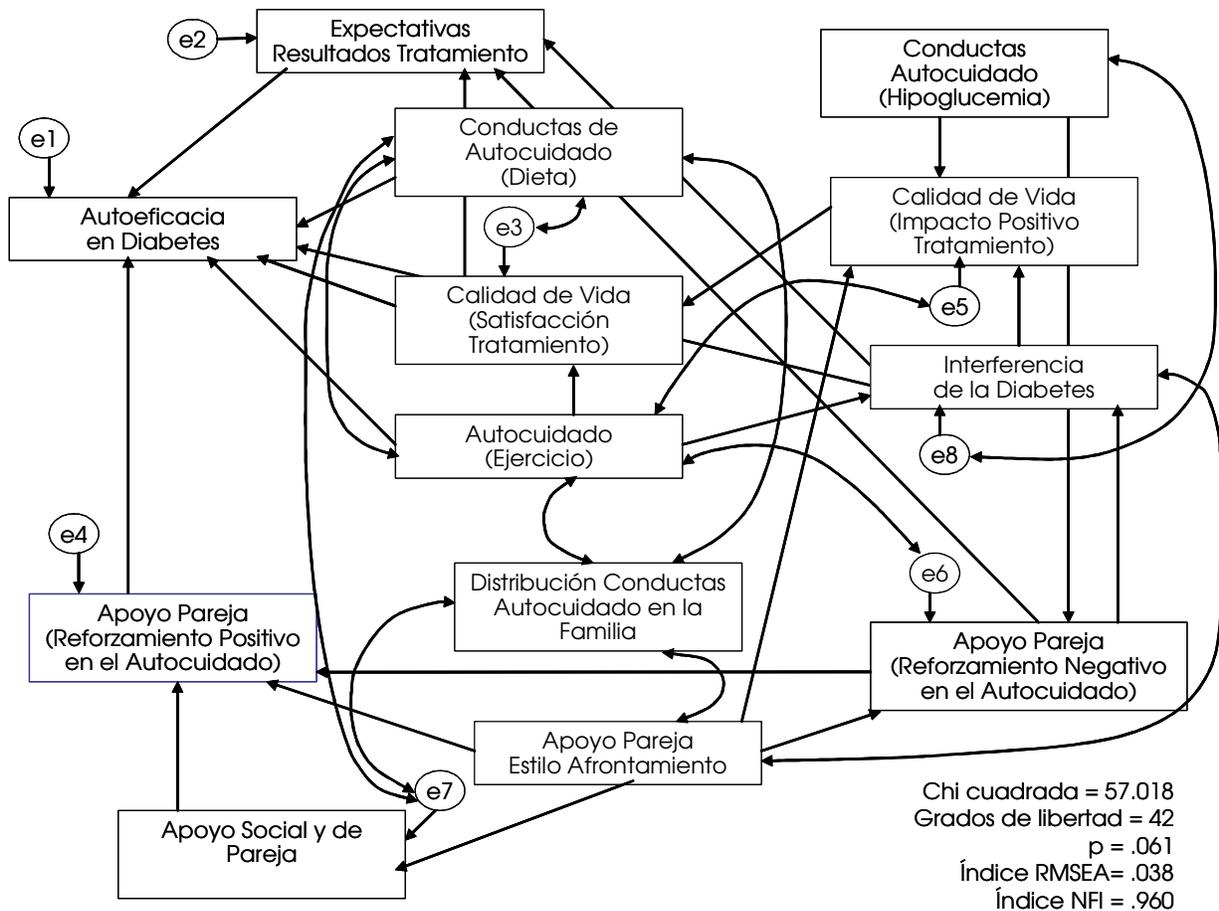 e2
Expectativas
Resultados Tratamiento
Conductas
Autocuidado
(Hipoglucemia)
e1
Conductas de
Autocuidado
(Dieta)
Autoeficacia
en Diabetes
Calidad de Vida
(Impacto Positivo
Tratamiento)
e3
e5
Calidad de Vida
(Satisfacción
Tratamiento)
Interferencia
de la Diabetes
Autocuidado
(Ejercicio)
e8
e4
e6
Distribución Conductas
Autocuidado en la
Familia
Apoyo Pareja
(Reforzamiento Positivo
en el Autocuidado)
Apoyo Pareja
(Reforzamiento Negativo
en el Autocuidado)
Apoyo Pareja
Estilo Afrontamiento
e7
Apoyo Social y de
Pareja
Chi cuadrada = 57.018
Grados de libertad = 42
p = .061
Índice RMSEA= .038
Índice NFI = .960